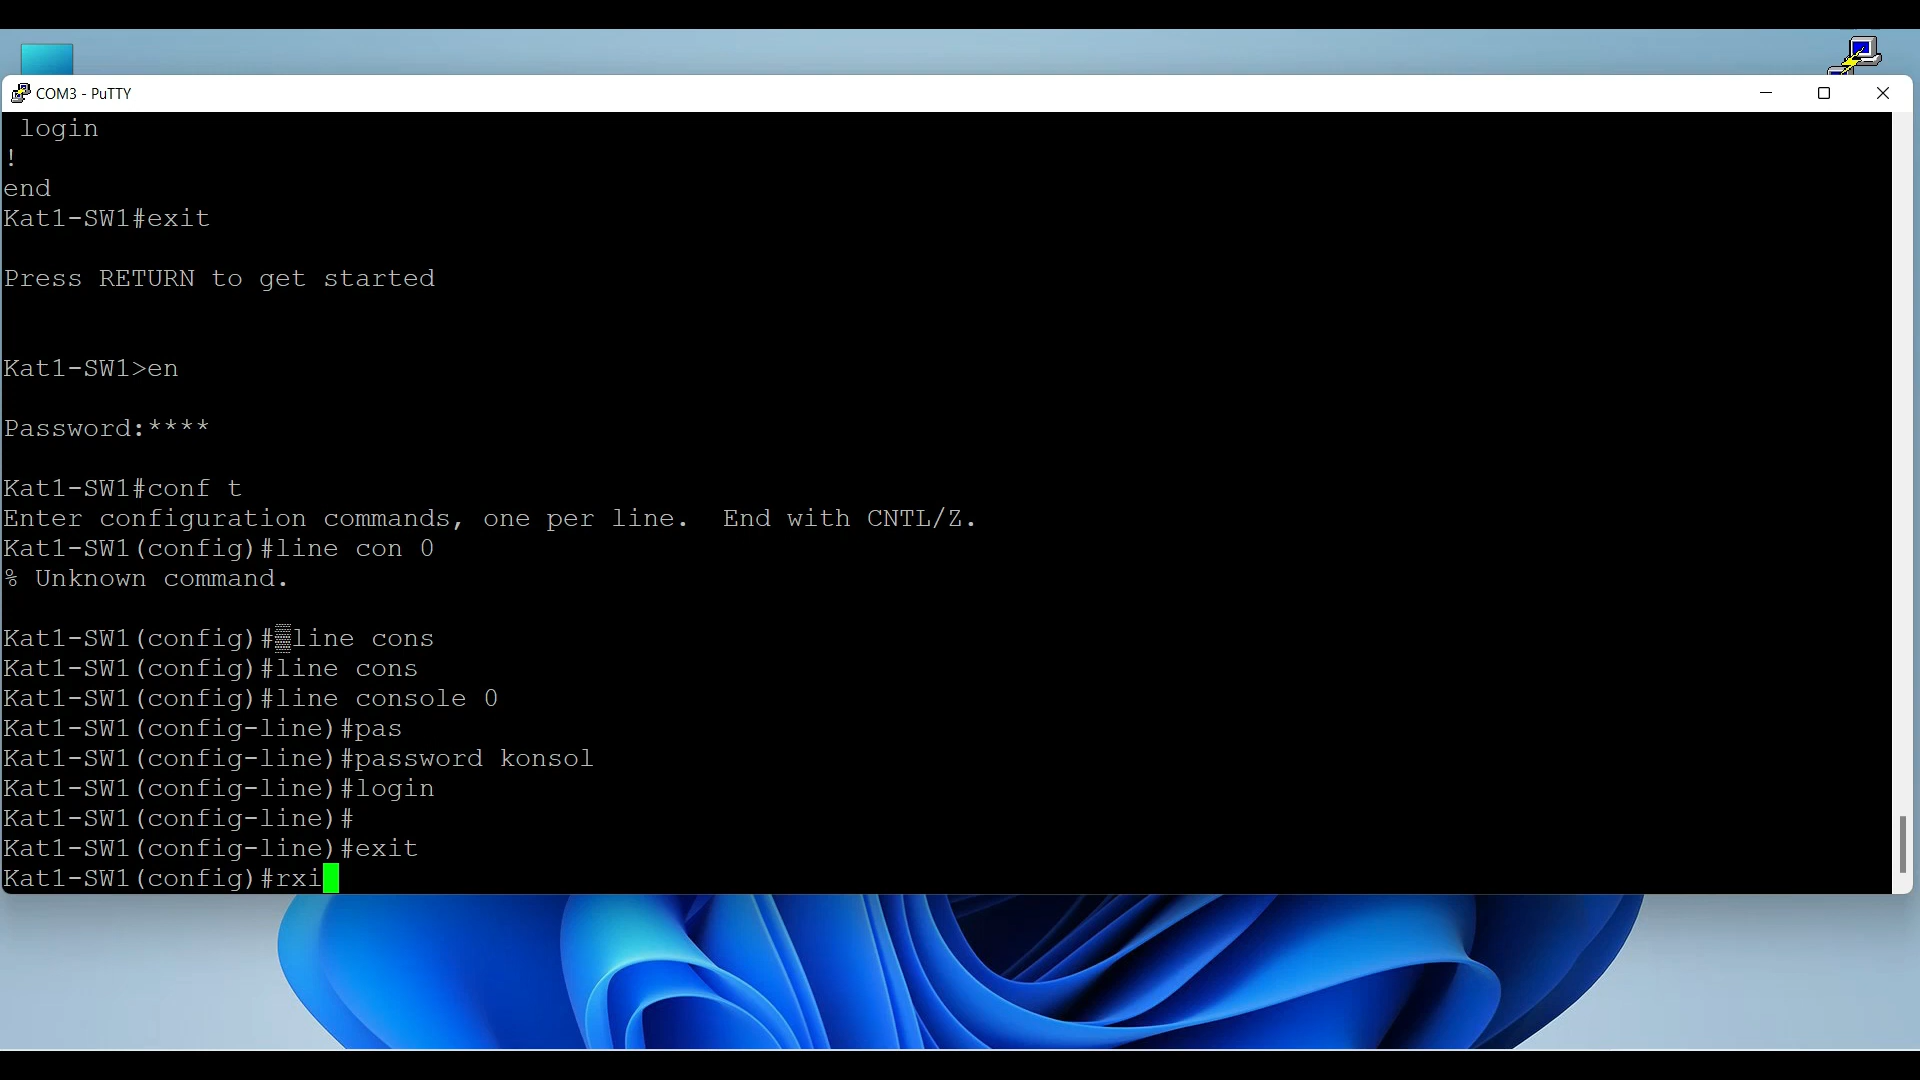 COM3 - PuTTY
login
!
end
Kat1-SW1#exit
Press RETURN to get started
Kat1-SW1>en
Password:****
Kat1-SW1#conf t
Enter configuration commands, one per line.  End with CNTL/Z.
Kat1-SW1(config)#line con 0
% Unknown command.
Kat1-SW1(config)#▒line cons
Kat1-SW1(config)#line cons
Kat1-SW1(config)#line console 0
Kat1-SW1(config-line)#pas
Kat1-SW1(config-line)#password konsol
Kat1-SW1(config-line)#login
Kat1-SW1(config-line)#
Kat1-SW1(config-line)#exit
Kat1-SW1(config)#rxi